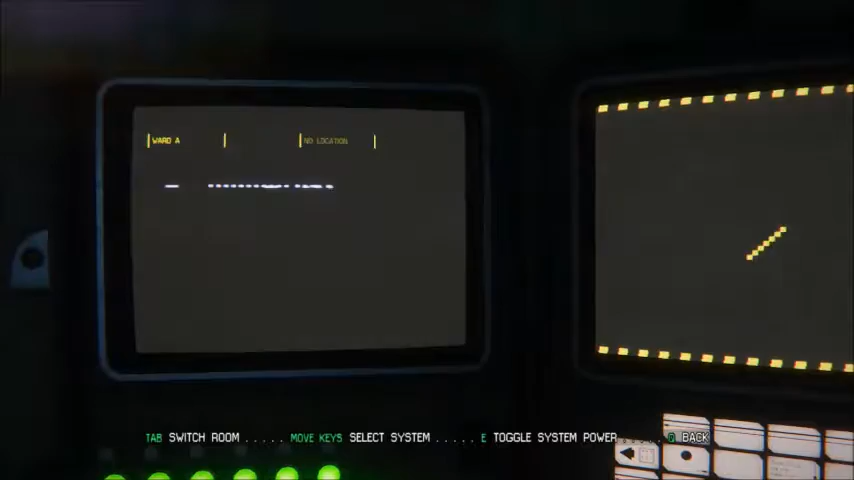 WARD A
NO LOCATION
TAB SWITCH ROOM ..... MOVE KEYS SELECT SYSTEM ..... E TOGGLE SYSTEM POWER ..... Q BACK